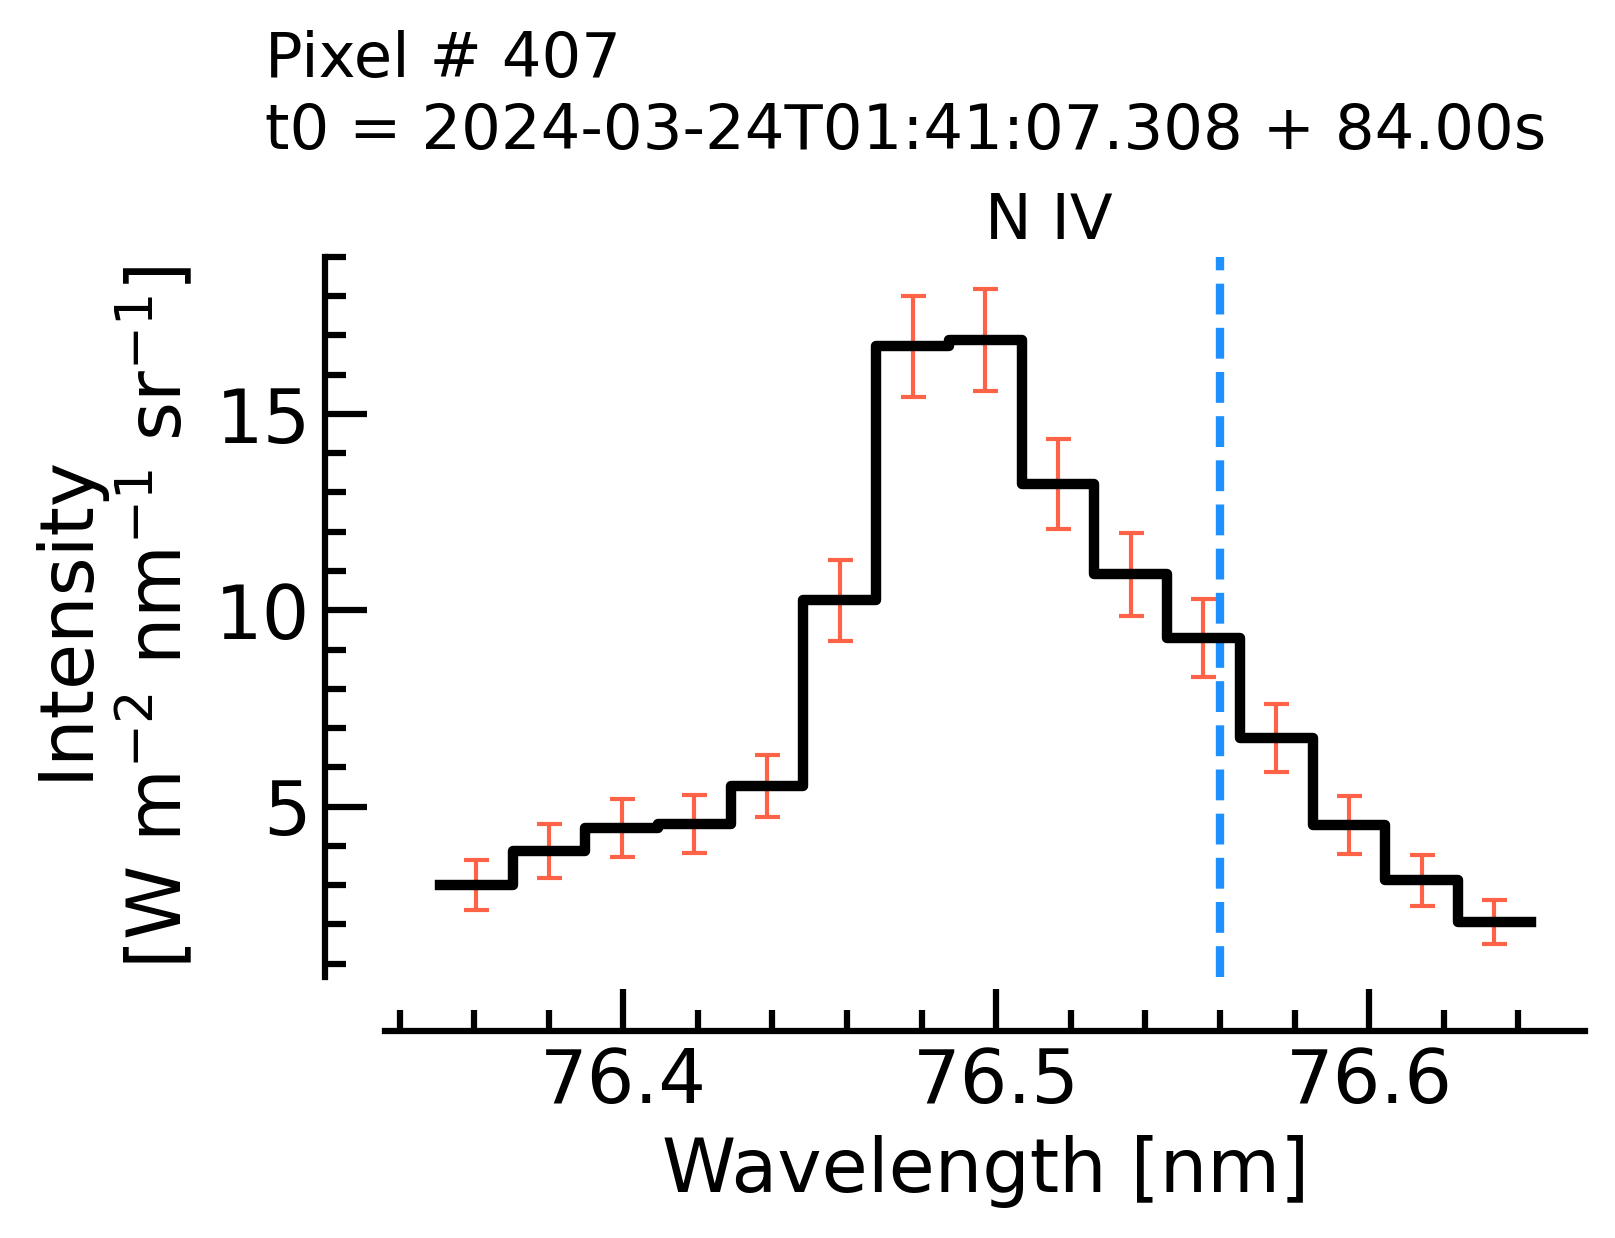 Pixel # 407
t0 = 2024-03-24T01:41:07.308 + 84.00s
N IV
Intensity
[W m⁻² nm⁻¹ sr⁻¹]
15
10
5
76.4 76.5 76.6
Wavelength [nm]